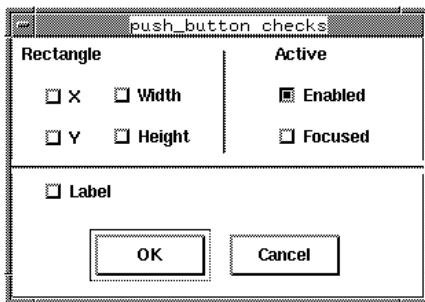 push_button checks
Rectangle
Active
X
Width
Enabled
Y
Height
Focused
Label
OK
Cancel